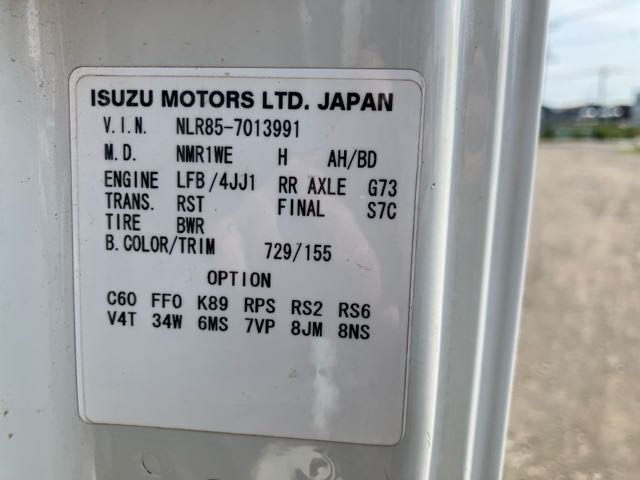 ISUZU MOTORS LTD. JAPAN
V.I.N. NLR85-7013991
M.D. NMR1WE H AH/BD
ENGINE LFB/4JJ1 RR AXLE G73
TRANS. RST FINAL S7C
TIRE BWR
B.COLOR/TRIM 729/155
OPTION
C60 FF0 K89 RPS RS2 RS6
V4T 34W 6MS 7VP 8JM 8NS